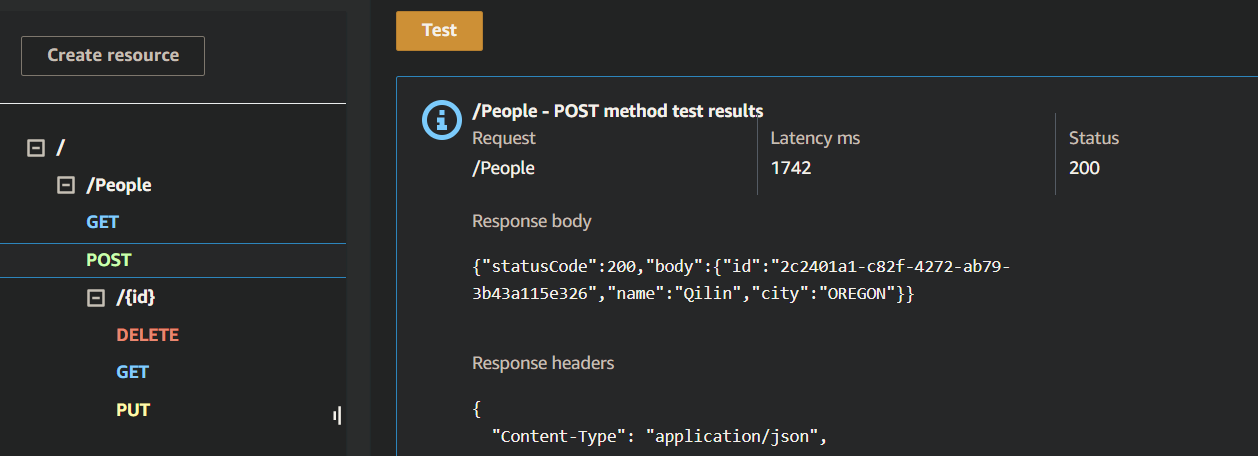 Create resource
/
/People
GET
POST
/{id}
DELETE
GET
PUT
Test
/People - POST method test results
Request
/People
Latency ms
1742
Status
200
Response body
{"statusCode":200,"body":{"id":"2c2401a1-c82f-4272-ab79-
3b43a115e326","name":"Qilin","city":"OREGON"}}
Response headers
{
"Content-Type": "application/json",